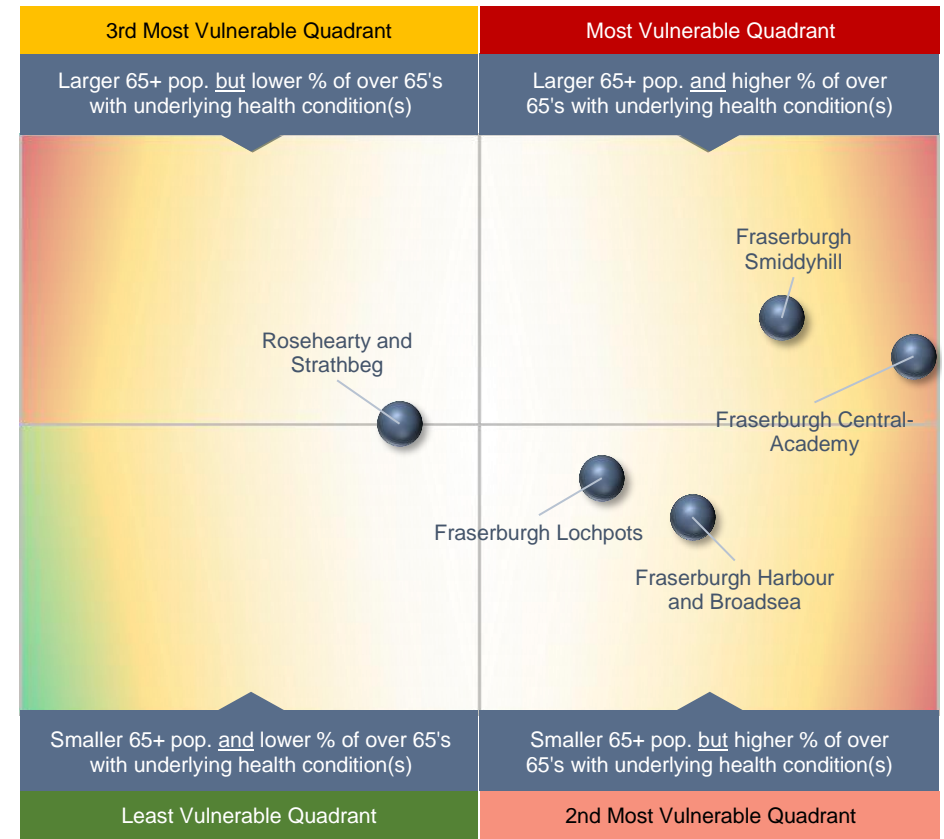 3rd Most Vulnerable Quadrant
Most Vulnerable Quadrant
Larger 65+ pop. but lower % of over 65's
with underlying health condition(s)
Larger 65+ pop. and higher % of over
65's with underlying health condition(s)
Fraserburgh
Smiddyhill
Rosehearty and
Strathbeg
Fraserburgh Central-
Academy
Fraserburgh Lochpots
Fraserburgh Harbour
and Broadsea
Smaller 65+ pop. and lower % of over 65's
with underlying health condition(s)
Smaller 65+ pop. but higher % of over
65's with underlying health condition(s)
Least Vulnerable Quadrant
2nd Most Vulnerable Quadrant